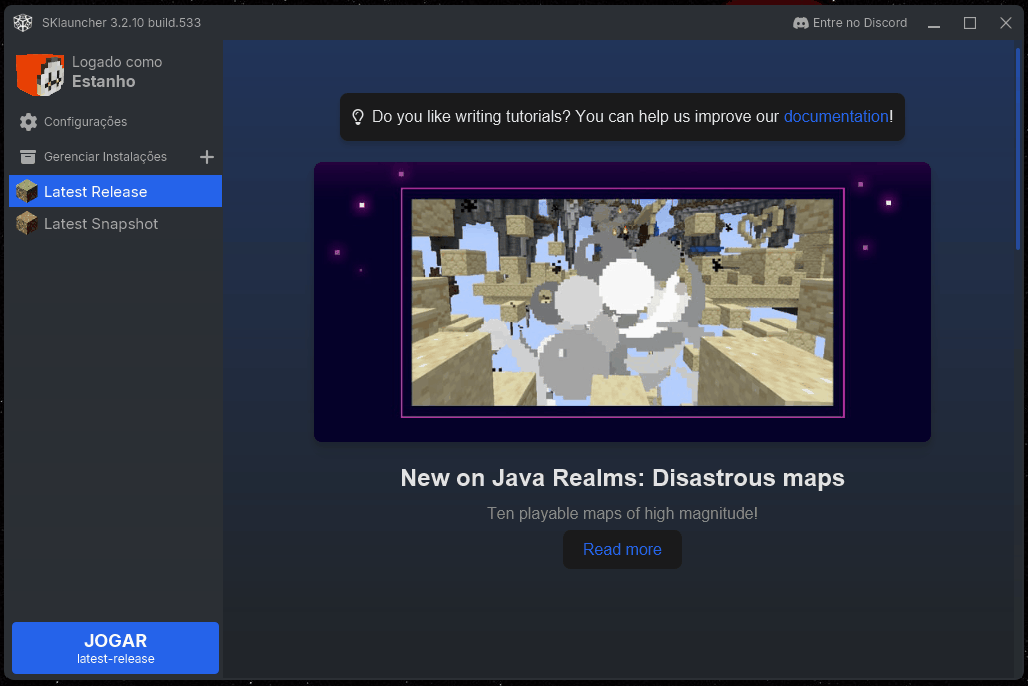 SKlauncher 3.2.10 build.533
Entre no Discord
Logado como
Estanho
Configurações
Gerenciar Instalações
Latest Release
Latest Snapshot
JOGAR
latest-release
Do you like writing tutorials? You can help us improve our documentation!
New on Java Realms: Disastrous maps
Ten playable maps of high magnitude!
Read more